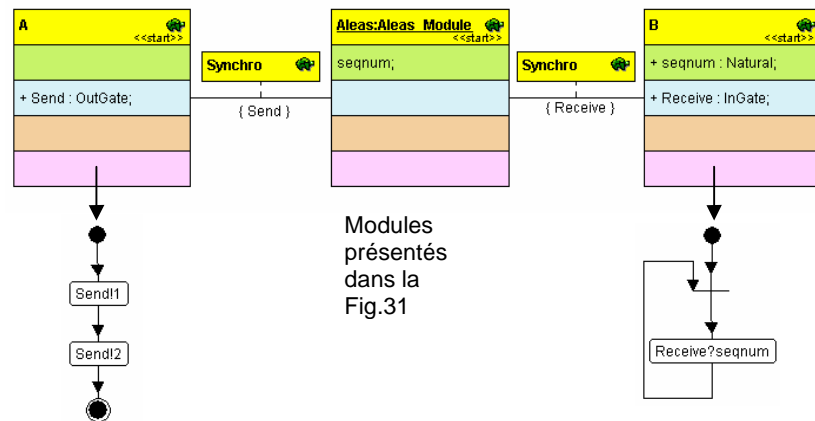 A
<<start>>
+ Send : OutGate;
Synchro
{ Send }
Aleas:Aleas_Module
<<start>>
seqnum;
Synchro
{ Receive }
B
<<start>>
+ seqnum : Natural;
+ Receive : InGate;
Send!1
Send!2
Modules
présentés
dans la
Fig.31
Receive?seqnum